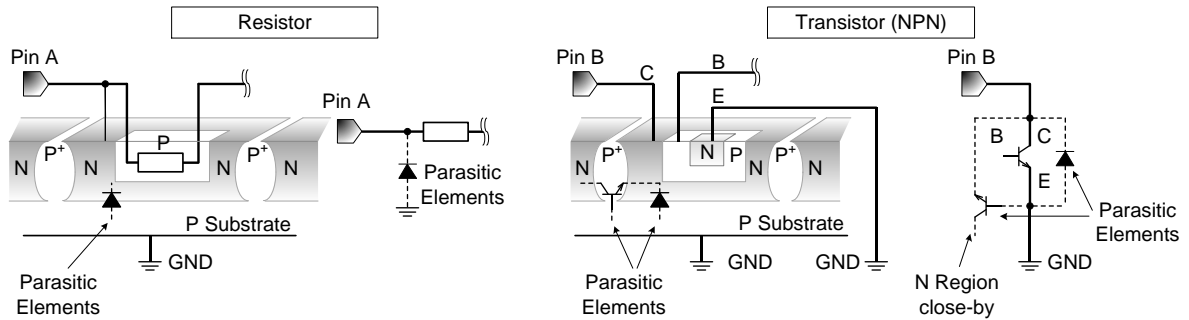 Resistor
Transistor (NPN)
Pin A
Pin A
N
P+
N
P
N
P+
N
Parasitic
Elements
P Substrate
GND
Parasitic
Elements
Pin B
C
B
E
N
P+
N
N
P
N
P+
N
P Substrate
GND
GND
Parasitic
Elements
Pin B
B
C
E
Parasitic
Elements
GND
N Region
close-by